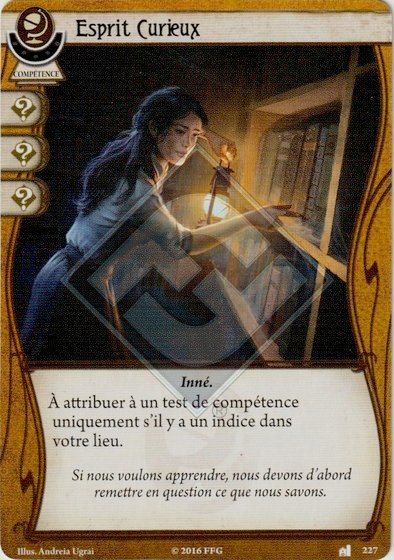 Esprit Curieux
COMPÉTENCE
?
?
?
Inné.
À attribuer à un test de compétence
uniquement s'il y a un indice dans
votre lieu.
Si nous voulons apprendre, nous devons d'abord
remettre en question ce que nous savons.
Illus. Andreia Ugrai
© 2016 FFG
227